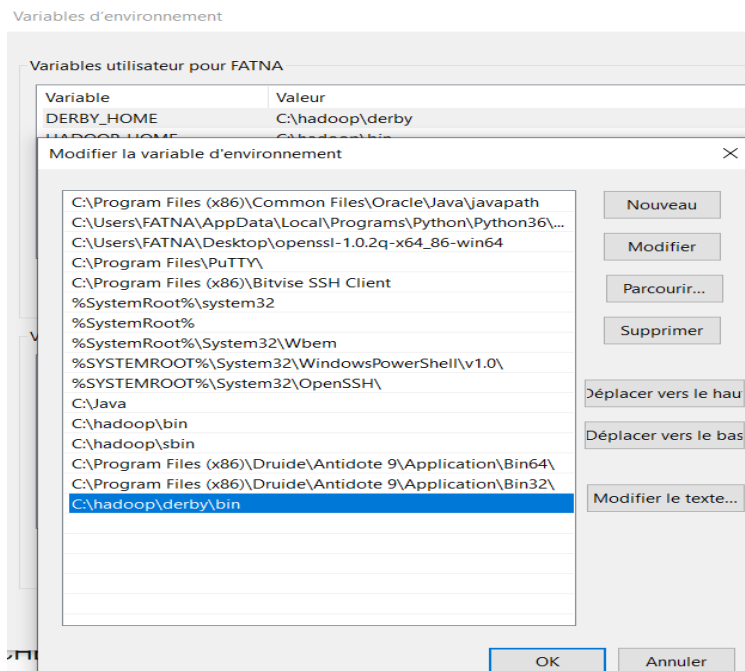 Variables d'environnement
Variables utilisateur pour FATNA
Variable Valeur
DERBY_HOME C:\hadoop\derby
HADOOP_HOME C:\hadoop\bin
Modifier la variable d'environnement
C:\Program Files (x86)\Common Files\Oracle\Java\javapath
C:\Users\FATNA\AppData\Local\Programs\Python\Python36\...
C:\Users\FATNA\Desktop\openssl-1.0.2q-x64_86-win64
C:\Program Files\PuTTY\
C:\Program Files (x86)\Bitvise SSH Client
%SystemRoot%\system32
%SystemRoot%
%SystemRoot%\System32\Wbem
%SYSTEMROOT%\System32\WindowsPowerShell\v1.0\
%SYSTEMROOT%\System32\OpenSSH\
C:\Java
C:\hadoop\bin
C:\hadoop\sbin
C:\Program Files (x86)\Druide\Antidote 9\Application\Bin64\
C:\Program Files (x86)\Druide\Antidote 9\Application\Bin32\
C:\hadoop\derby\bin
Nouveau
Modifier
Parcourir...
Supprimer
Déplacer vers le hau
Déplacer vers le bas
Modifier le texte...
OK
Annuler